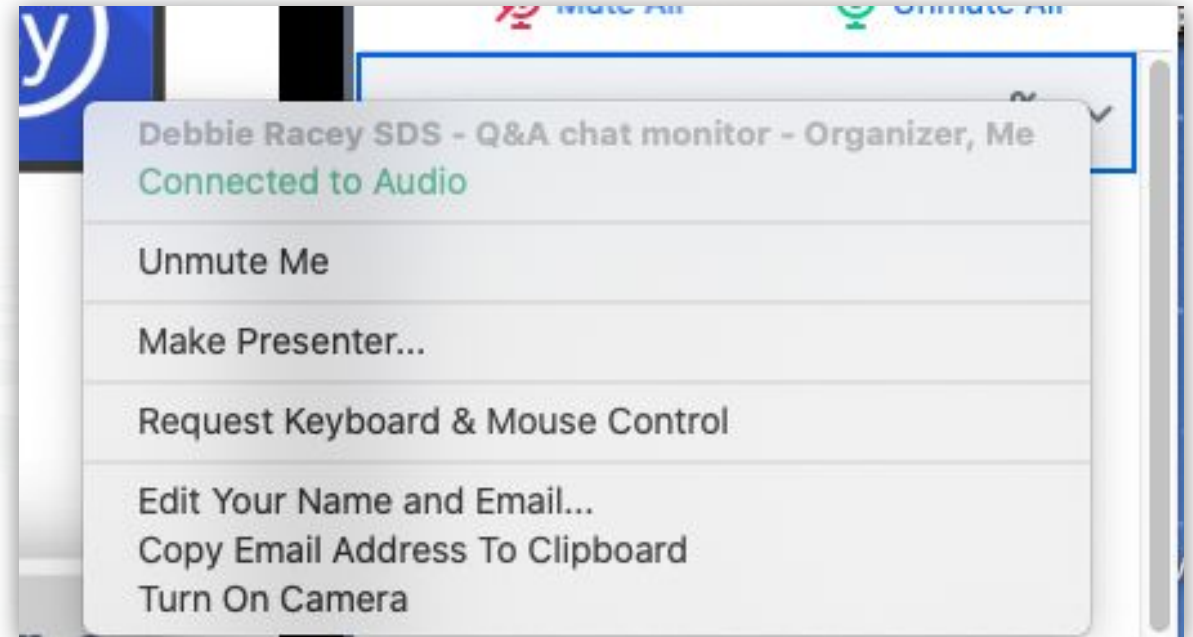 Mute All
Unmute All
Debbie Racey SDS - Q&A chat monitor - Organizer, Me
Connected to Audio
Unmute Me
Make Presenter...
Request Keyboard & Mouse Control
Edit Your Name and Email...
Copy Email Address To Clipboard
Turn On Camera